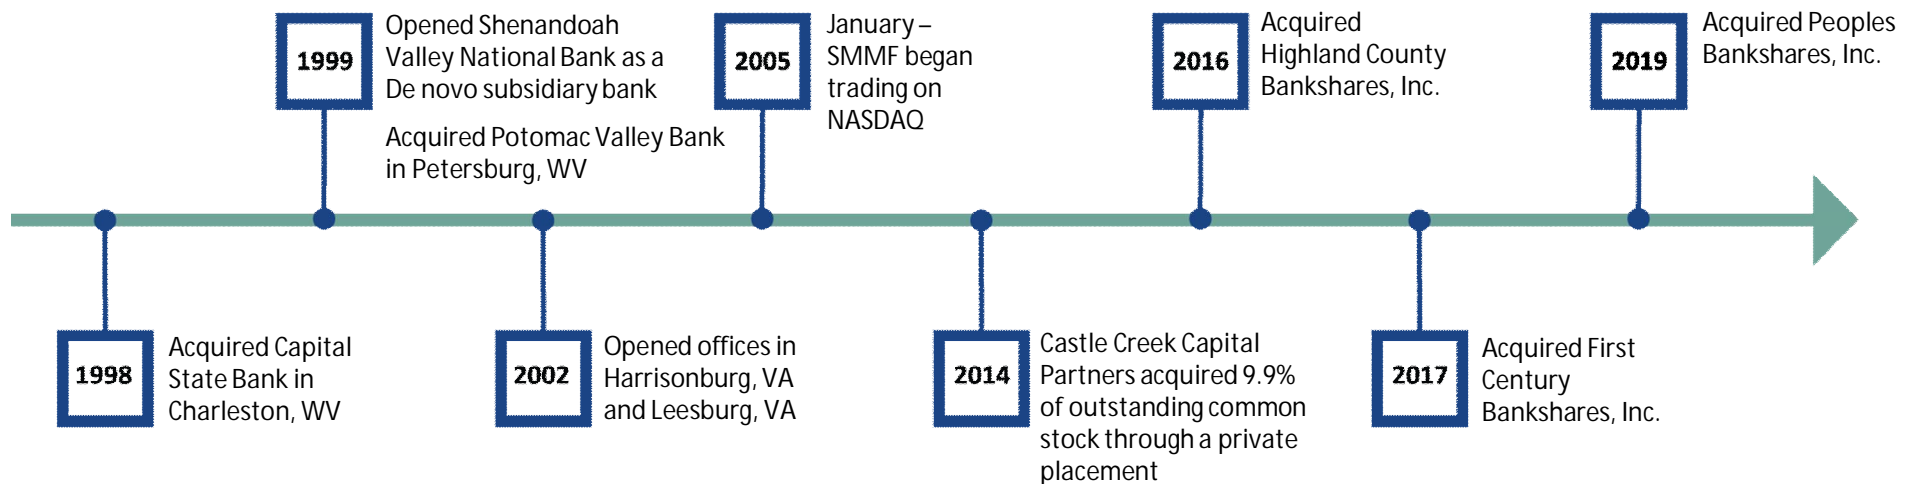 1999
Opened Shenandoah
Valley National Bank as a
De novo subsidiary bank
Acquired Potomac Valley Bank
in Petersburg, WV
2005
January –
SMMF began
trading on
NASDAQ
2016
Acquired
Highland County
Bankshares, Inc.
2019
Acquired Peoples
Bankshares, Inc.
1998
Acquired Capital
State Bank in
Charleston, WV
2002
Opened offices in
Harrisonburg, VA
and Leesburg, VA
2014
Castle Creek Capital
Partners acquired 9.9%
of outstanding common
stock through a private
placement
2017
Acquired First
Century
Bankshares, Inc.